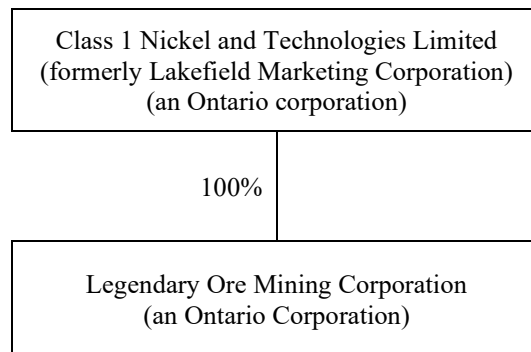 Class 1 Nickel and Technologies Limited
(formerly Lakefield Marketing Corporation)
(an Ontario corporation)
100%
Legendary Ore Mining Corporation
(an Ontario Corporation)